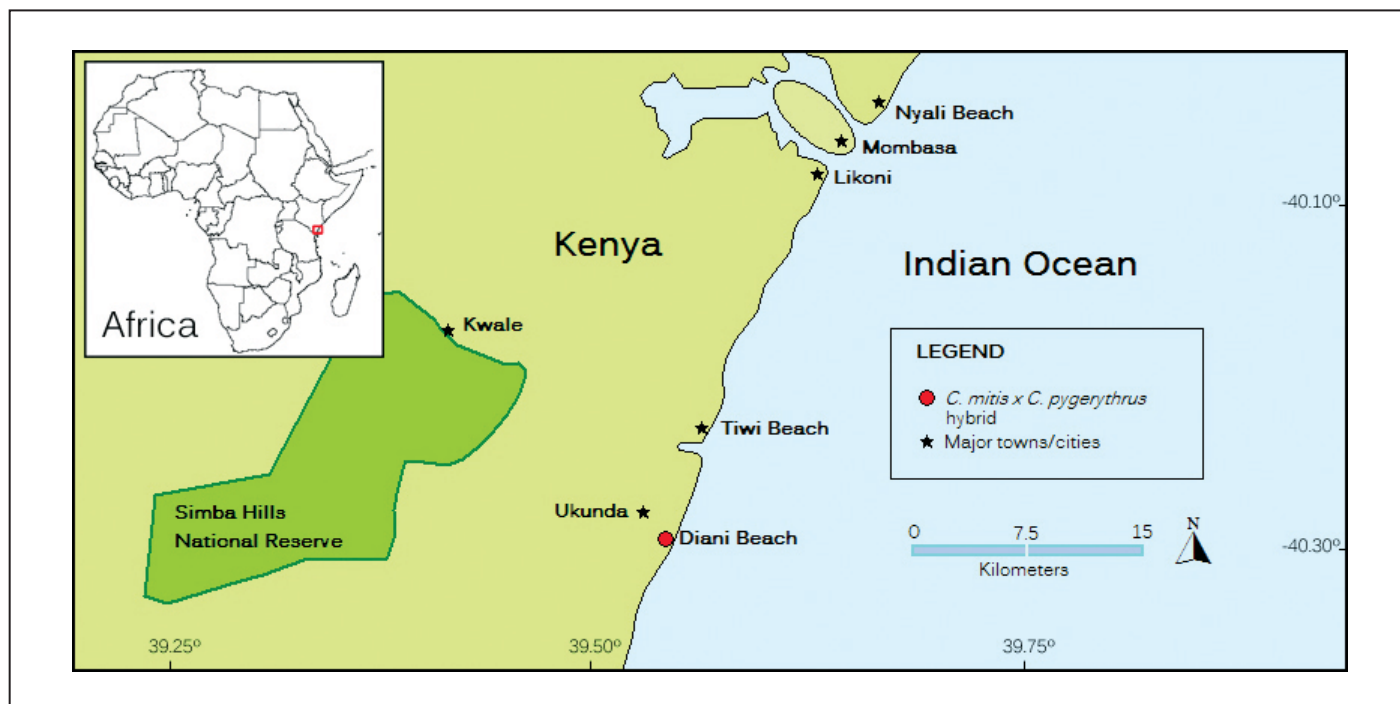 Africa
Kenya
Indian Ocean
Nyali Beach
Mombasa
Likoni
-40.10º
Kwale
LEGEND
C. mitis x C. pygerythrus
hybrid
Major towns/cities
Tiwi Beach
Simba Hills
National Reserve
Ukunda
Diani Beach
0 7.5 15
Kilometers
N
-40.30º
39.25º
39.50º
39.75º